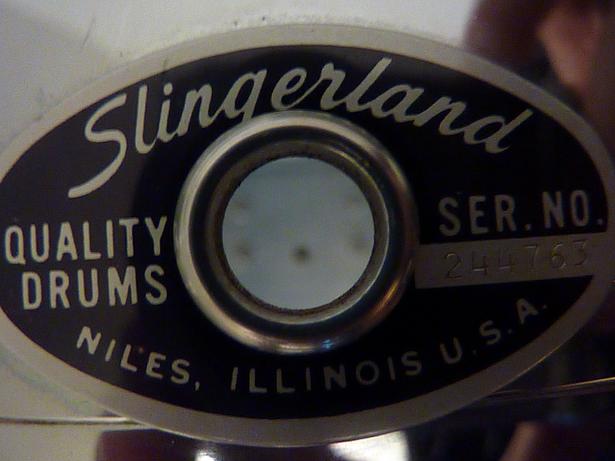 Slingerland
QUALITY
DRUMS
SER. NO.
244763
NILES, ILLINOIS U.S.A.